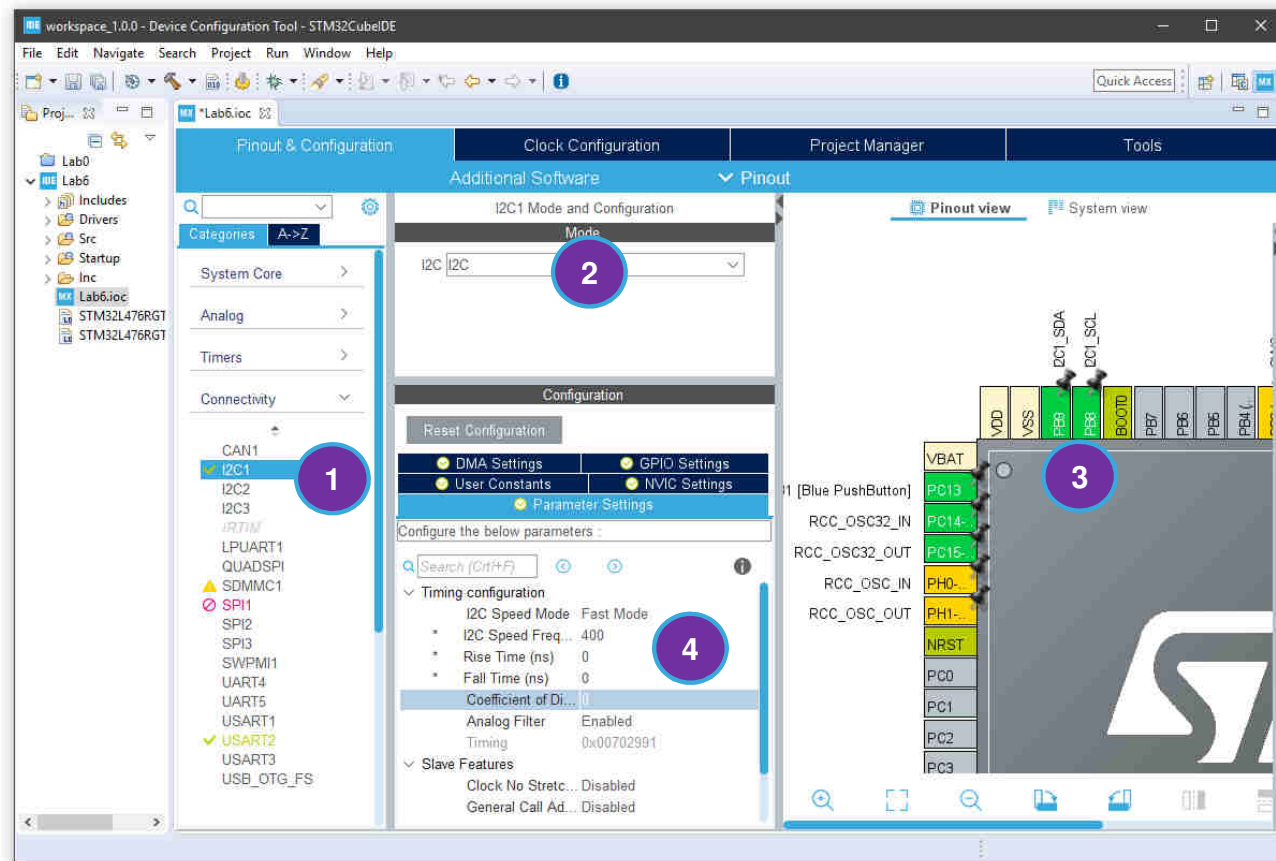 IDE workspace_1.0.0 - Device Configuration Tool - STM32CubeIDE
File Edit Navigate Search Project Run Window Help
Quick Access
MX
Proj...
MX *Lab6.ioc
Pinout & Configuration
Clock Configuration
Project Manager
Tools
Additional Software
Pinout
Lab0
IDE Lab6
Includes
Drivers
Src
Startup
Inc
MX Lab6.ioc
STM32L476RGT
STM32L476RGT
Categories A->Z
System Core
Analog
Timers
Connectivity
CAN1
I2C1
I2C2
I2C3
IRTIM
LPUART1
QUADSPI
SDMMC1
SPI1
SPI2
SPI3
SWPMI1
UART4
UART5
USART1
USART2
USART3
USB_OTG_FS
1
I2C1 Mode and Configuration
Mode
I2C I2C
2
Configuration
Reset Configuration
DMA Settings GPIO Settings
User Constants NVIC Settings
Parameter Settings
Configure the below parameters :
Search (CrtI+F)
Timing configuration
I2C Speed Mode Fast Mode
* I2C Speed Freq... 400
* Rise Time (ns) 0
* Fall Time (ns) 0
Coefficient of Di... 0
Analog Filter Enabled
Timing 0x00702991
Slave Features
Clock No Stretc... Disabled
General Call Ad... Disabled
4
Pinout view System view
I2C1_SDA
I2C1_SCL
VDD
VSS
PB9
PB8
BOOT0
PB7
PB6
PB5
PB4 (...
3
VBAT
31 [Blue PushButton] PC13
RCC_OSC32_IN PC14-..
RCC_OSC32_OUT PC15-..
RCC_OSC_IN PH0-..
RCC_OSC_OUT PH1-..
NRST
PC0
PC1
PC2
PC3